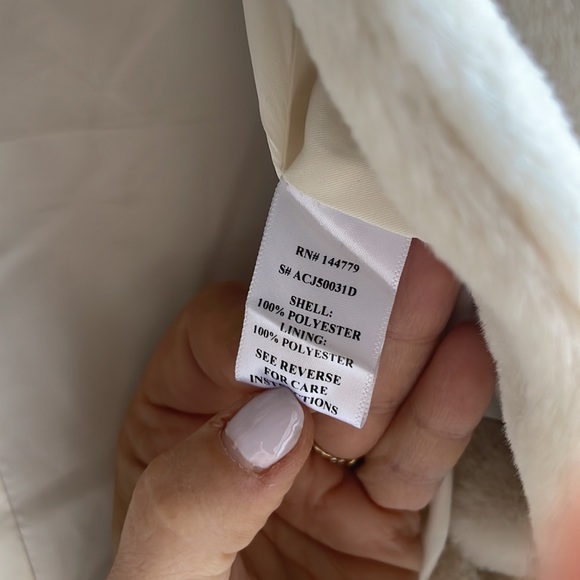 RN# 144779
S# ACJ50031D
SHELL:
100% POLYESTER
LINING:
100% POLYESTER
SEE REVERSE
FOR CARE
INSTRUCTIONS